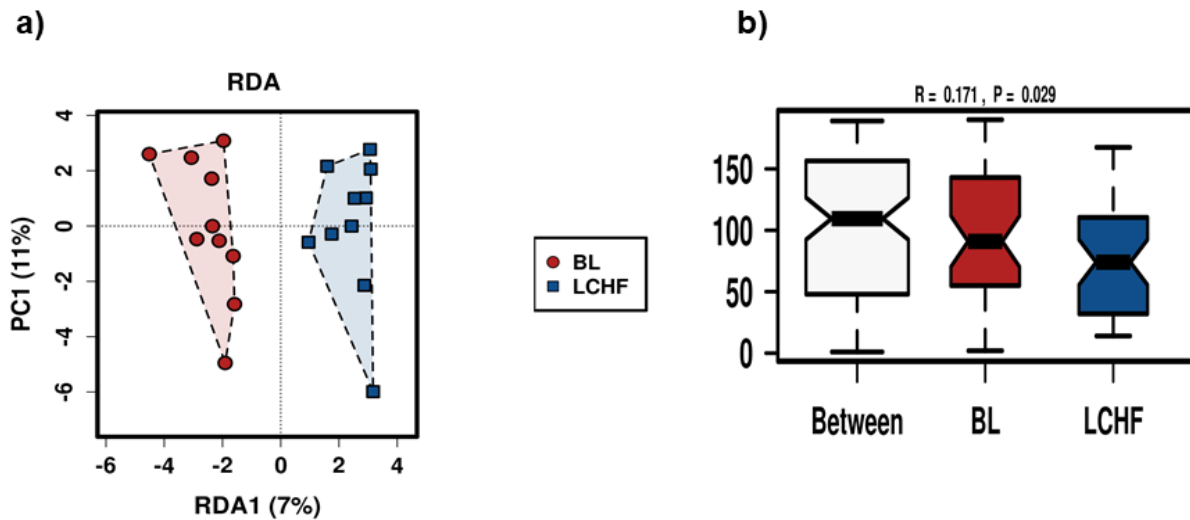 a)
RDA
4
2
0
-2
-4
-6
PC1 (11%)
-6 -4 -2 0 2 4
RDA1 (7%)
BL
LCHF
b)
R = 0.171 , P = 0.029
150
100
50
0
Between BL LCHF